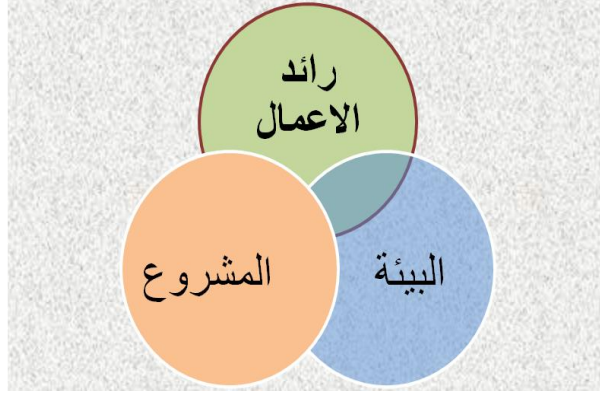 رائد
الاعمال
المشروع
البيئة